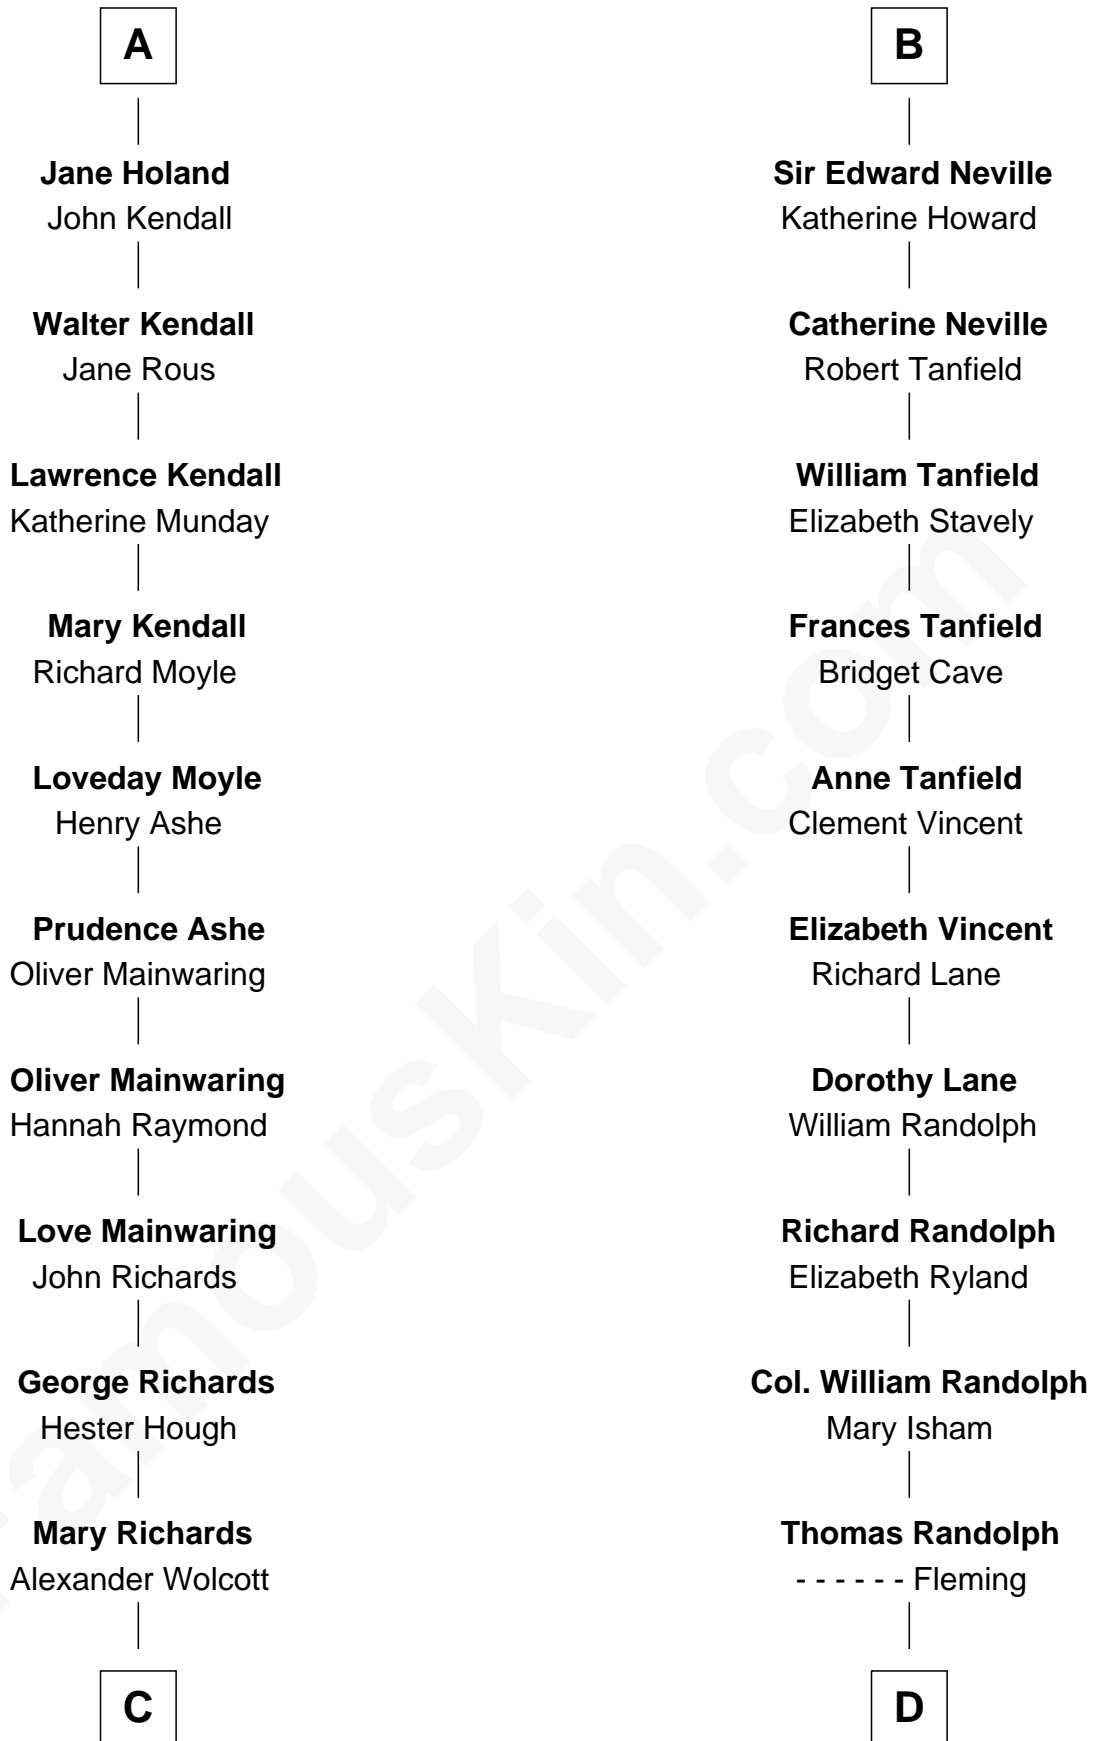 A
Jane Holand
John Kendall
Walter Kendall
Jane Rous
Lawrence Kendall
Katherine Munday
Mary Kendall
Richard Moyle
Loveday Moyle
Henry Ashe
Prudence Ashe
Oliver Mainwaring
Oliver Mainwaring
Hannah Raymond
Love Mainwaring
John Richards
George Richards
Hester Hough
Mary Richards
Alexander Wolcott
C
B
Sir Edward Neville
Katherine Howard
Catherine Neville
Robert Tanfield
William Tanfield
Elizabeth Stavely
Frances Tanfield
Bridget Cave
Anne Tanfield
Clement Vincent
Elizabeth Vincent
Richard Lane
Dorothy Lane
William Randolph
Richard Randolph
Elizabeth Ryland
Col. William Randolph
Mary Isham
Thomas Randolph
- - - - - - Fleming
D
FamousKin.com